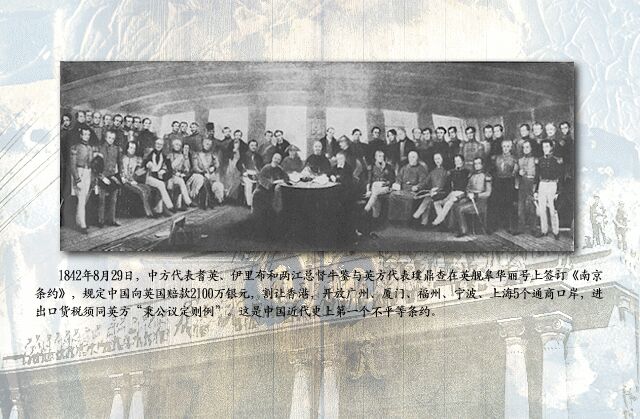 1842年8月29日，中方代表耆英、伊里布和两江总督牛鉴与英方代表璞鼎查在英舰皋华丽号上签订《南京
条约》，规定中国向英国赔款2100万银元，割让香港，开放广州、厦门、福州、宁波、上海5个通商口岸，进
出口货税须同英方“秉公议定则例”。这是中国近代史上第一个不平等条约。